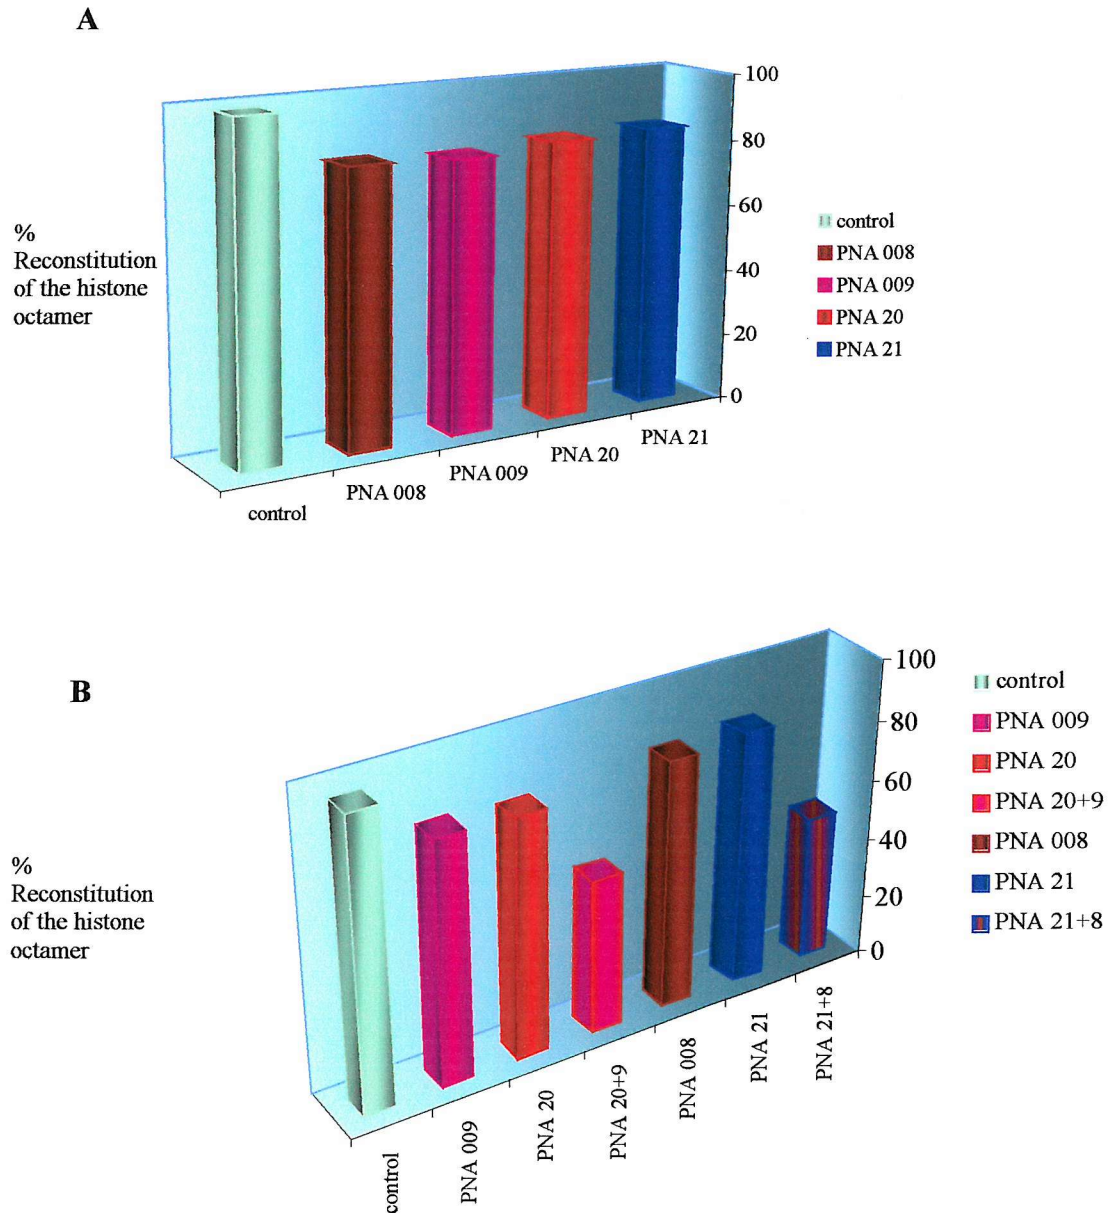 A
100
80
60
40
20
0
%
Reconstitution
of the histone
octamer
control
PNA 008
PNA 009
PNA 20
PNA 21
control
PNA 008
PNA 009
PNA 20
PNA 21
B
100
80
60
40
20
0
%
Reconstitution
of the histone
octamer
control
PNA 009
PNA 20
PNA 20+9
PNA 008
PNA 21
PNA 21+8
control
PNA 009
PNA 20
PNA 20+9
PNA 008
PNA 21
PNA 21+8